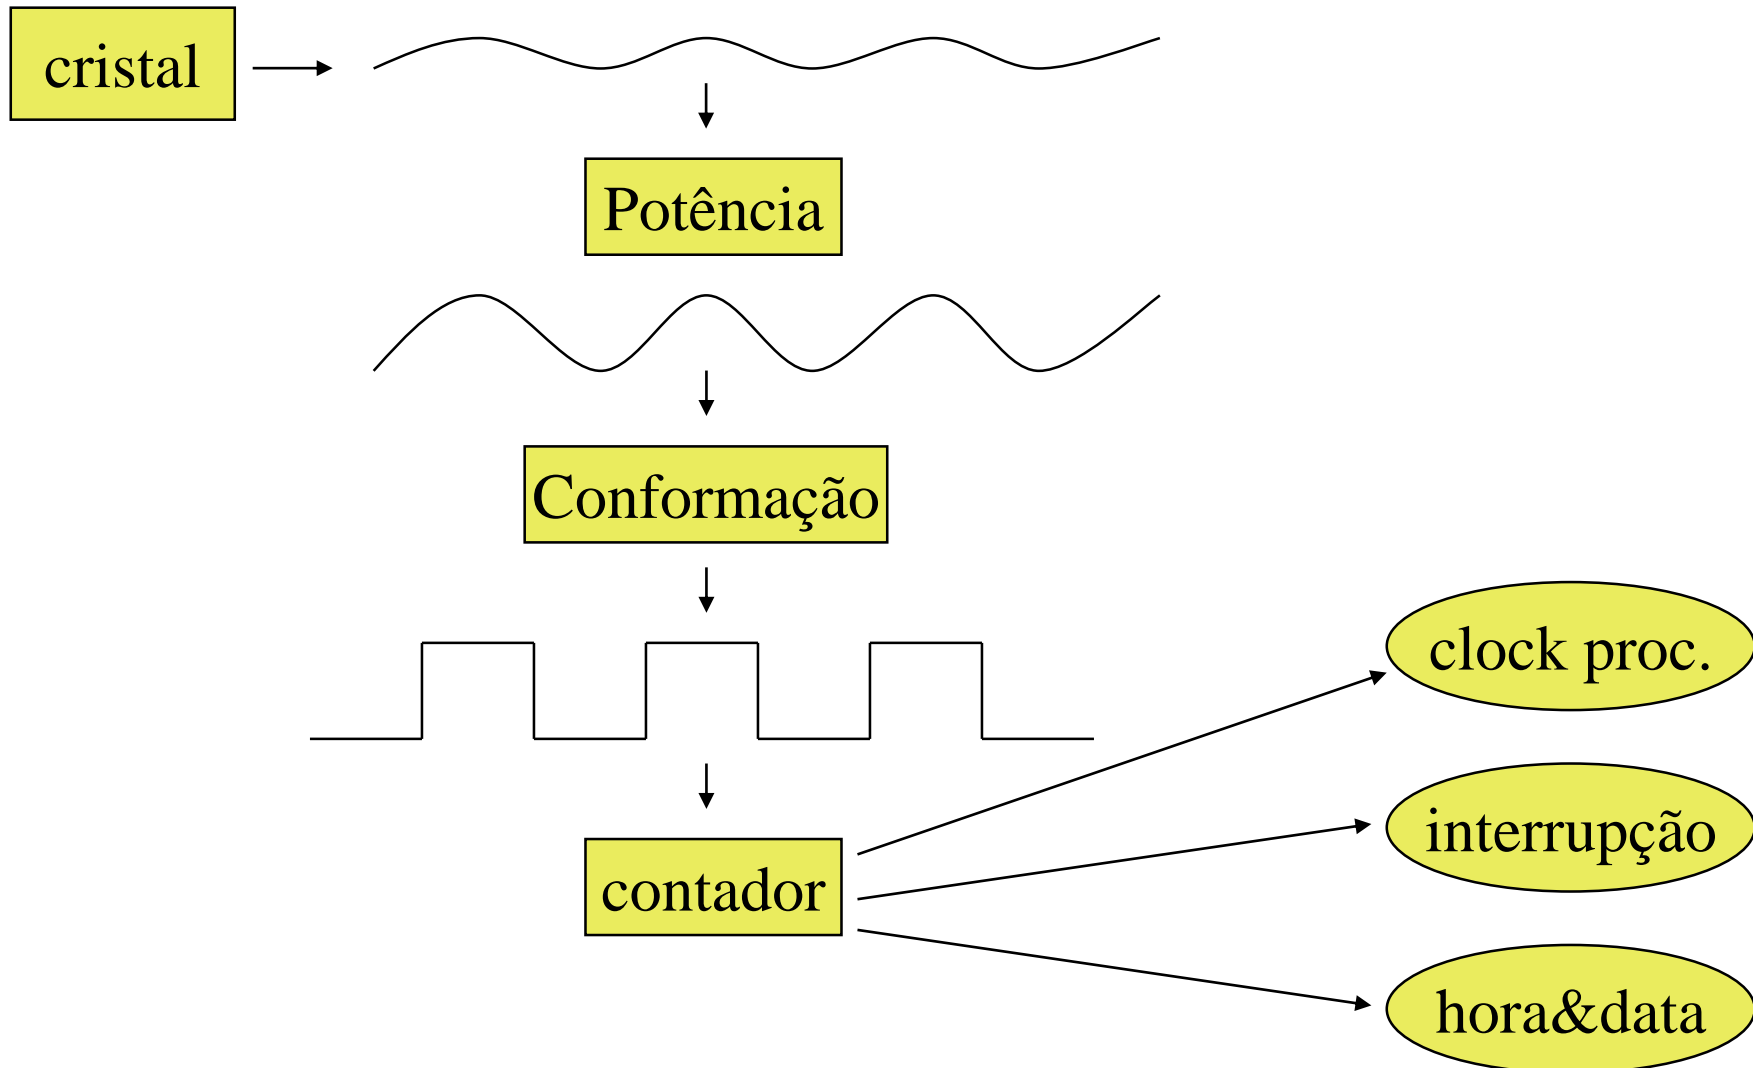 cristal
Potência
Conformação
clock proc.
interrupção
contador
hora&data